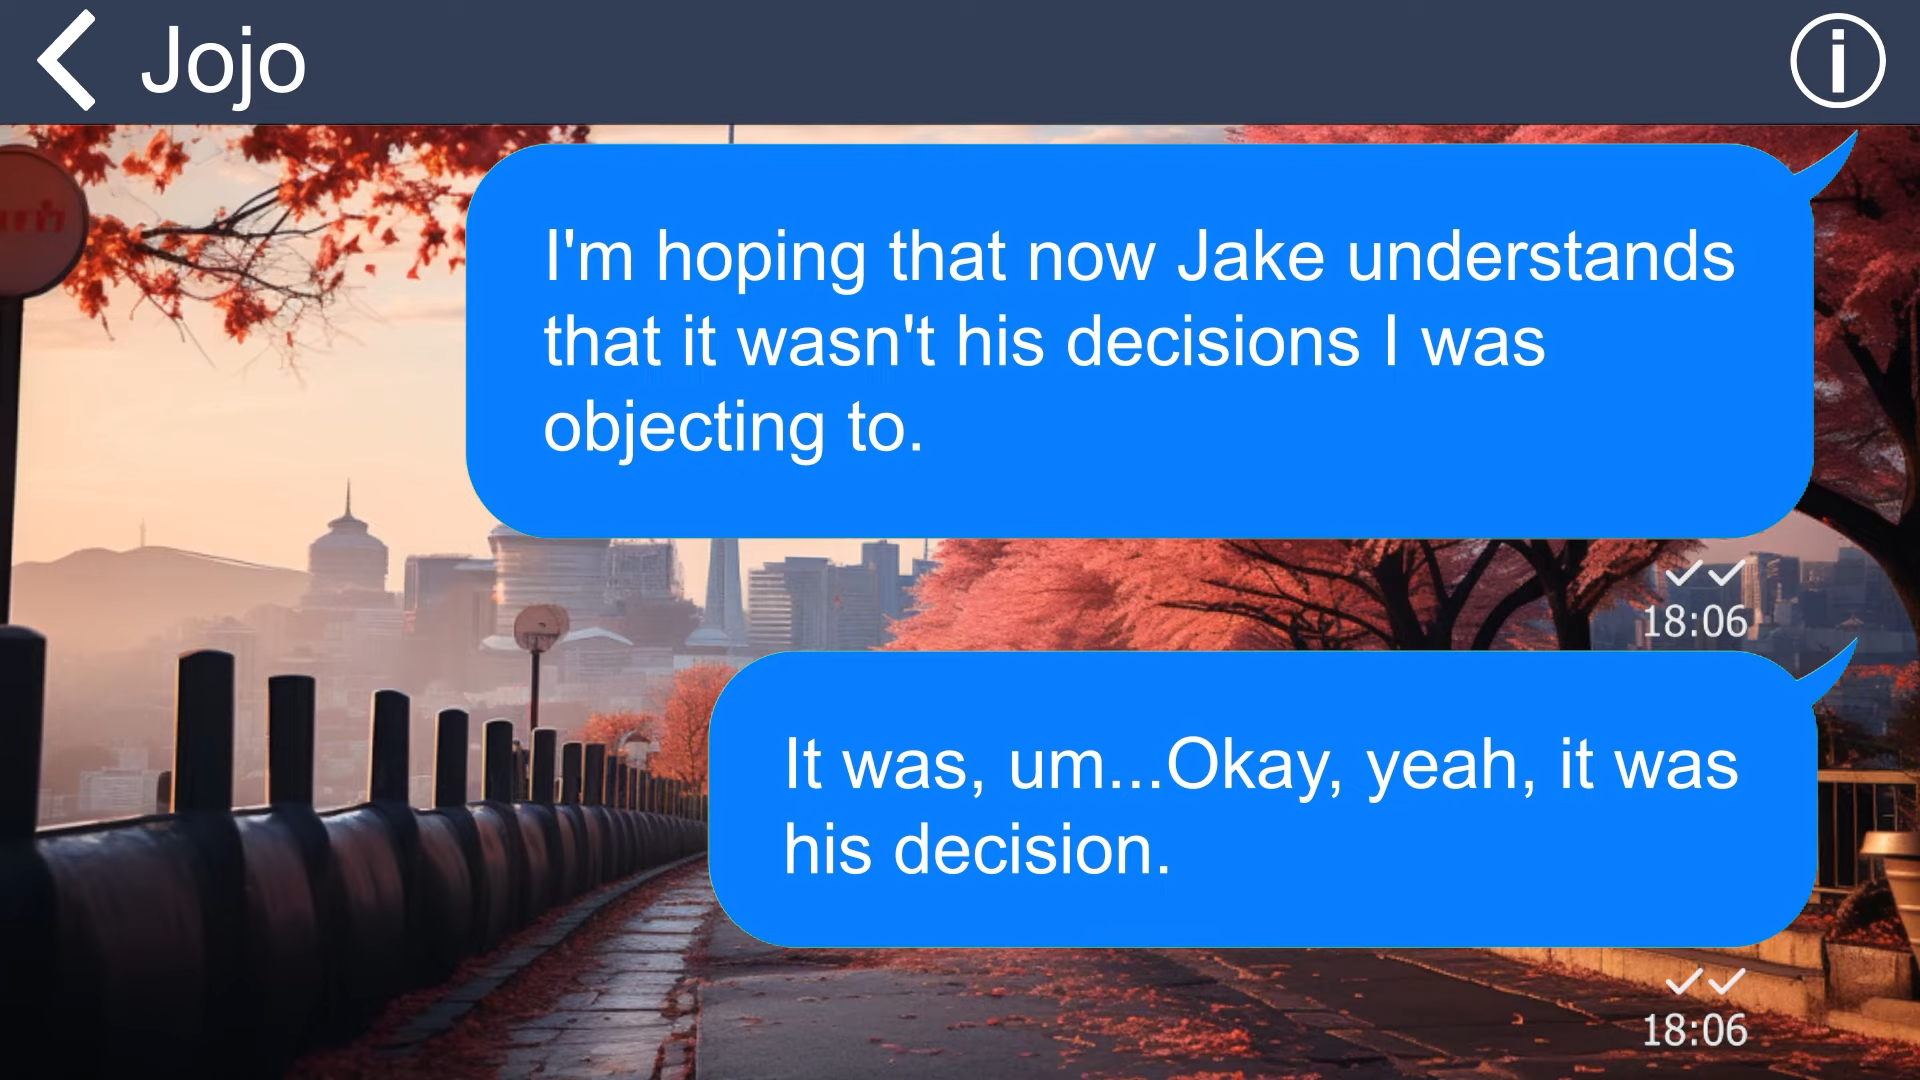 Jojo
I'm hoping that now Jake understands
that it wasn't his decisions I was
objecting to.
18:06
It was, um...Okay, yeah, it was
his decision.
18:06